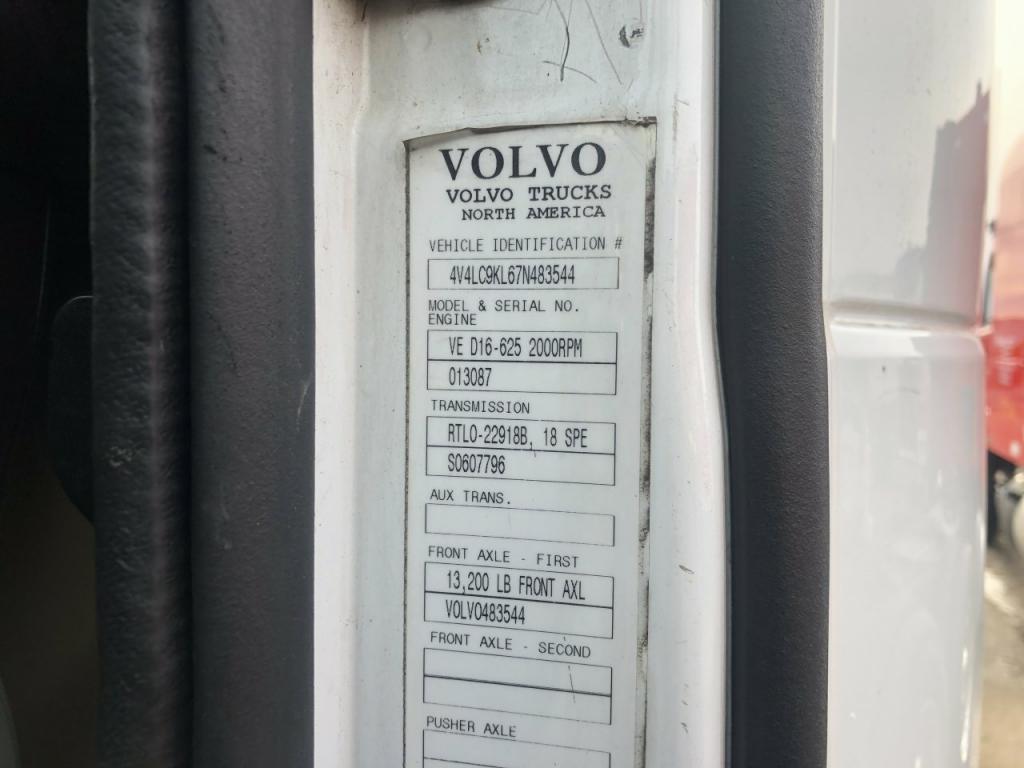 VOLVO
VOLVO TRUCKS
NORTH AMERICA
VEHICLE IDENTIFICATION #
4V4LC9KL67N483544
MODEL & SERIAL NO.
ENGINE
VE D16-625 2000RPM
013087
TRANSMISSION
RTLO-22918B, 18 SPE
S0607796
AUX TRANS.
FRONT AXLE - FIRST
13,200 LB FRONT AXL
VOLVO483544
FRONT AXLE - SECOND
PUSHER AXLE